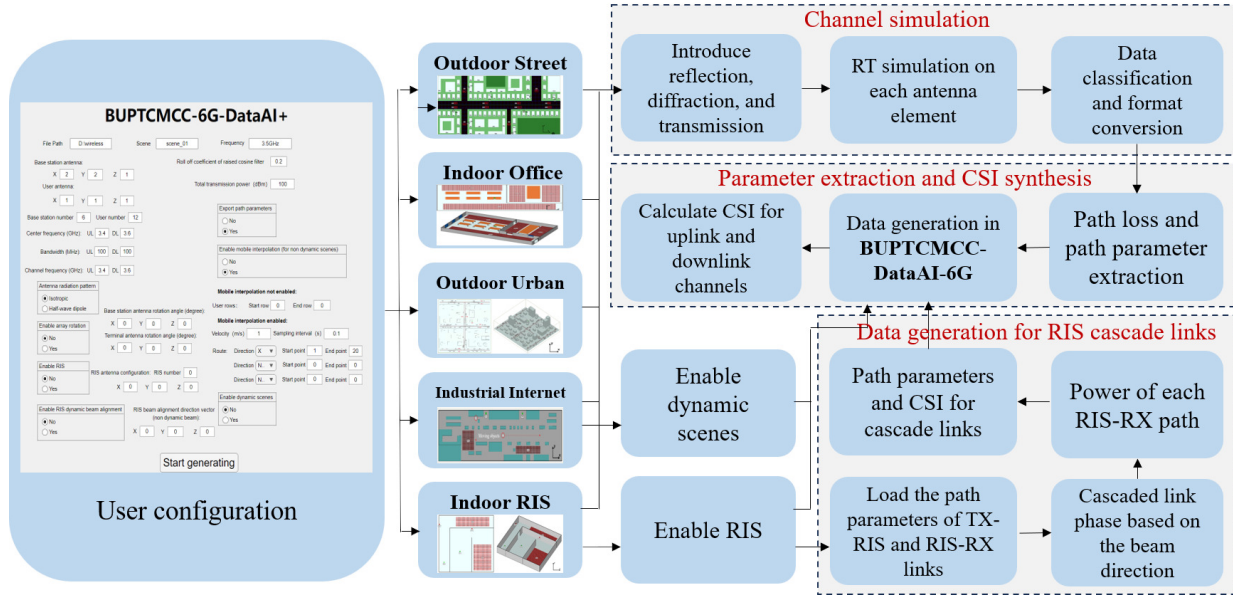 BUPTCMCC-6G-DataAI+
File Path D:\wireless Scene scene_01 Frequency 3.5GHz
Base station antenna:
X 2 Y 2 Z 1
Roll off coefficient of raised cosine filter 0.2
User antenna:
X 1 Y 1 Z 1
Total transmission power (dBm) 100
Base station number 6 User number 12
Center frequency (GHz): UL 3.4 DL 3.6
Bandwidth (MHz): UL 100 DL 100
Channel frequency (GHz): UL 3.4 DL 3.6
Export path parameters
No
Yes
Enable mobile interpolation (for non dynamic scenes)
No
Yes
Antenna radiation pattern
Isotropic
Half-wave dipole
Base station antenna rotation angle (degree):
X 0 Y 0 Z 0
Enable array rotation
No
Yes
Terminal antenna rotation angle (degree):
X 0 Y 0 Z 0
Mobile interpolation not enabled:
User rows: Start row 0 End row 0
Mobile interpolation enabled:
Velocity (m/s) 1 Sampling interval (s) 0.1
Route: Direction X Start point 1 End point 20
Direction N. Start point 0 End point 0
Direction N. Start point 0 End point 0
Enable RIS
No
Yes
RIS antenna configuration: RIS number 0
X 0 Y 0 Z 0
Enable dynamic scenes
No
Yes
Enable RIS dynamic beam alignment
No
Yes
RIS beam alignment direction vector
(non dynamic beam)
X 0 Y 0 Z 0
Start generating
User configuration
Outdoor Street
Indoor Office
Outdoor Urban
Industrial Internet
Indoor RIS
Channel simulation
Introduce
reflection,
diffraction, and
transmission
RT simulation on
each antenna
element
Data
classification
and format
conversion
Parameter extraction and CSI synthesis
Calculate CSI for
uplink and
downlink
channels
Data generation in
BUPTCMCC-
DataAI-6G
Path loss and
path parameter
extraction
Enable
dynamic
scenes
Enable RIS
Data generation for RIS cascade links
Path parameters
and CSI for
cascade links
Power of each
RIS-RX path
Load the path
parameters of TX-
RIS and RIS-RX
links
Cascaded link
phase based on
the beam
direction